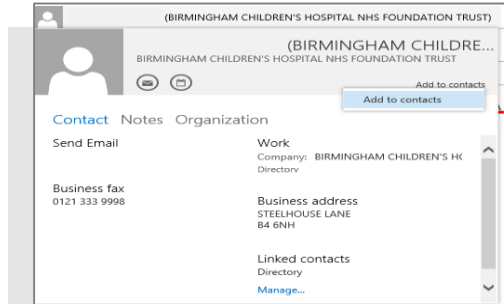 (BIRMINGHAM CHILDREN'S HOSPITAL NHS FOUNDATION TRUST)
(BIRMINGHAM CHILDRE...
BIRMINGHAM CHILDREN'S HOSPITAL NHS FOUNDATION TRUST
Add to contacts
Add to contacts
Contact Notes Organization
Send Email
Work
Company: BIRMINGHAM CHILDREN'S HO
Directory
Business fax
0121 333 9998
Business address
STEELHOUSE LANE
B4 6NH
Linked contacts
Directory
Manage...